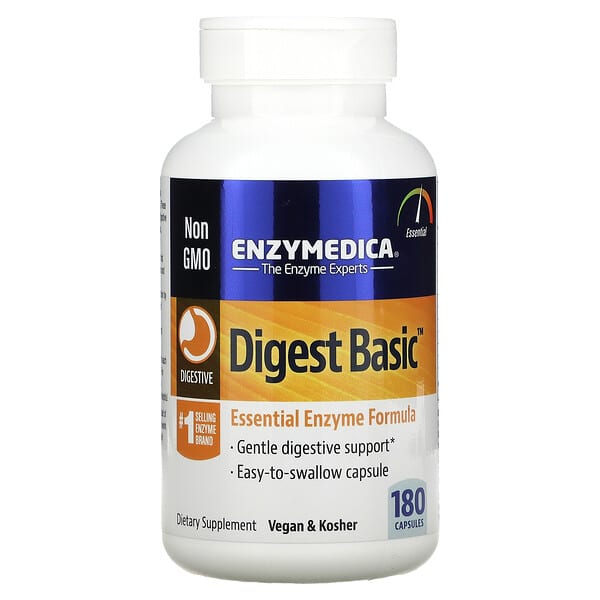 Non
GMO
Essential
ENZYMEDICA®
The Enzyme Experts
DIGESTIVE
Digest Basic™
#1
SELLING
ENZYME
BRAND
Essential Enzyme Formula
· Gentle digestive support*
· Easy-to-swallow capsule
180
CAPSULES
Dietary Supplement Vegan & Kosher